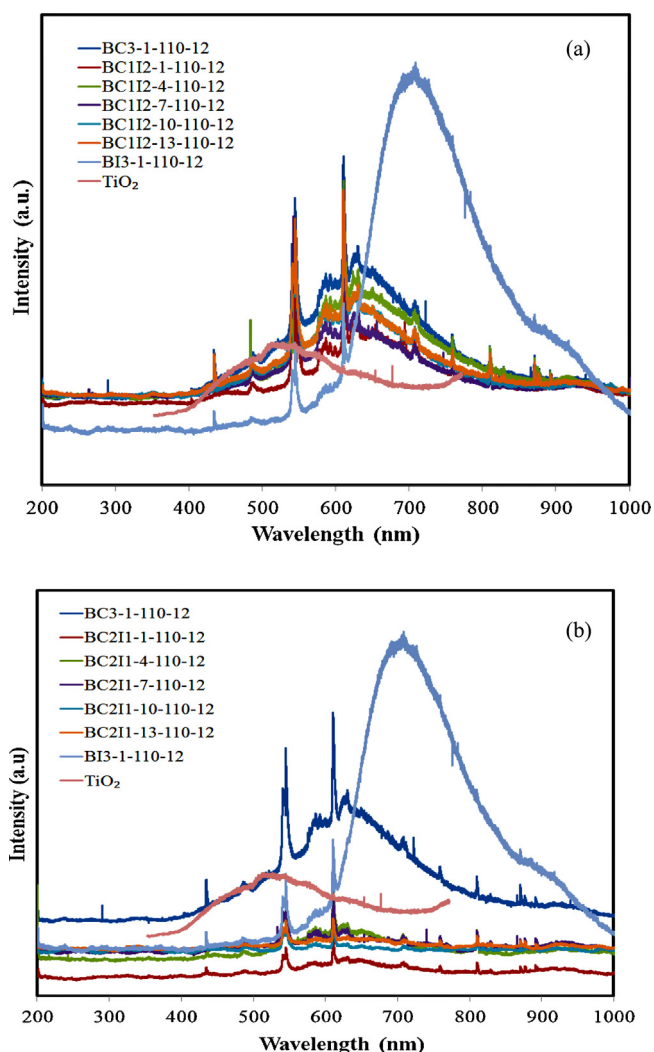 (a)
BC3-1-110-12
BC1I2-1-110-12
BC1I2-4-110-12
BC1I2-7-110-12
BC1I2-10-110-12
BC1I2-13-110-12
BI3-1-110-12
TiO₂
Intensity (a.u.)
200 300 400 500 600 700 800 900 1000
Wavelength (nm)
(b)
BC3-1-110-12
BC2I1-1-110-12
BC2I1-4-110-12
BC2I1-7-110-12
BC2I1-10-110-12
BC2I1-13-110-12
BI3-1-110-12
TiO₂
Intensity (a.u)
200 300 400 500 600 700 800 900 1000
Wavelength (nm)